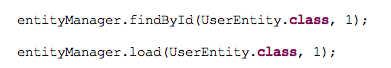 entityManager.findById(UserEntity.class, 1);
entityManager.load(UserEntity.class, 1);